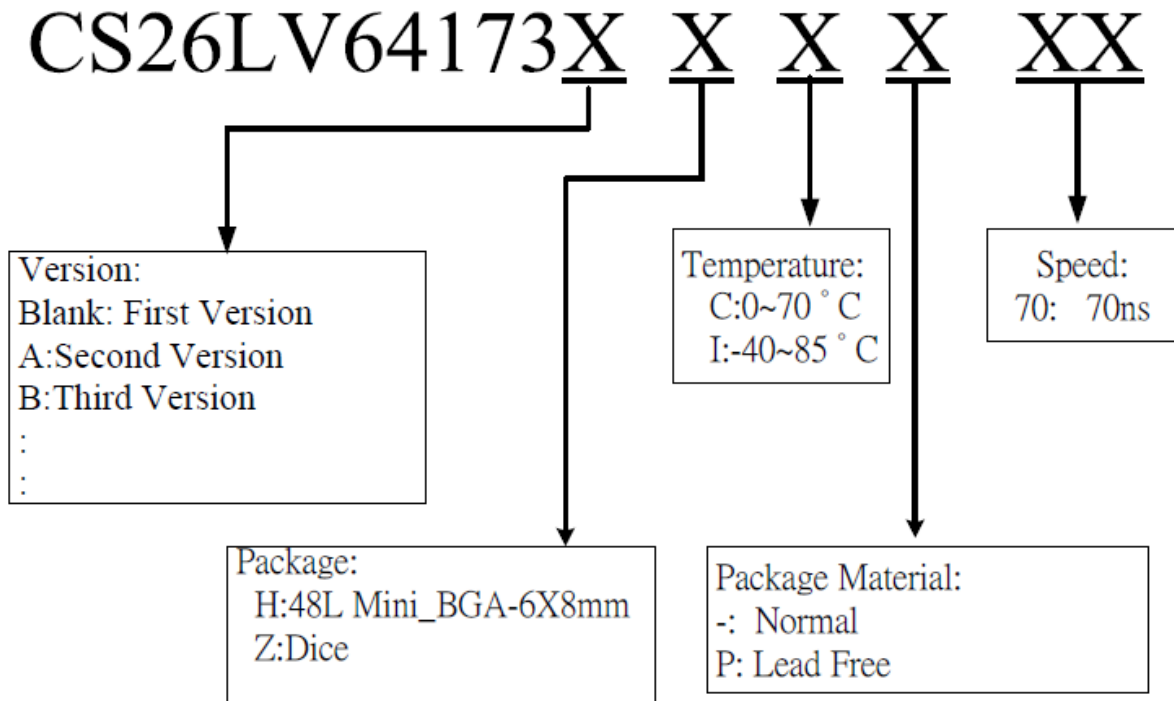 CS26LV64173X X X X XX
Version:
Blank: First Version
A:Second Version
B:Third Version
:
:
Package:
H:48L Mini_BGA-6X8mm
Z:Dice
Temperature:
C:0~70 ° C
I:-40~85 ° C
Package Material:
-: Normal
P: Lead Free
Speed:
70: 70ns